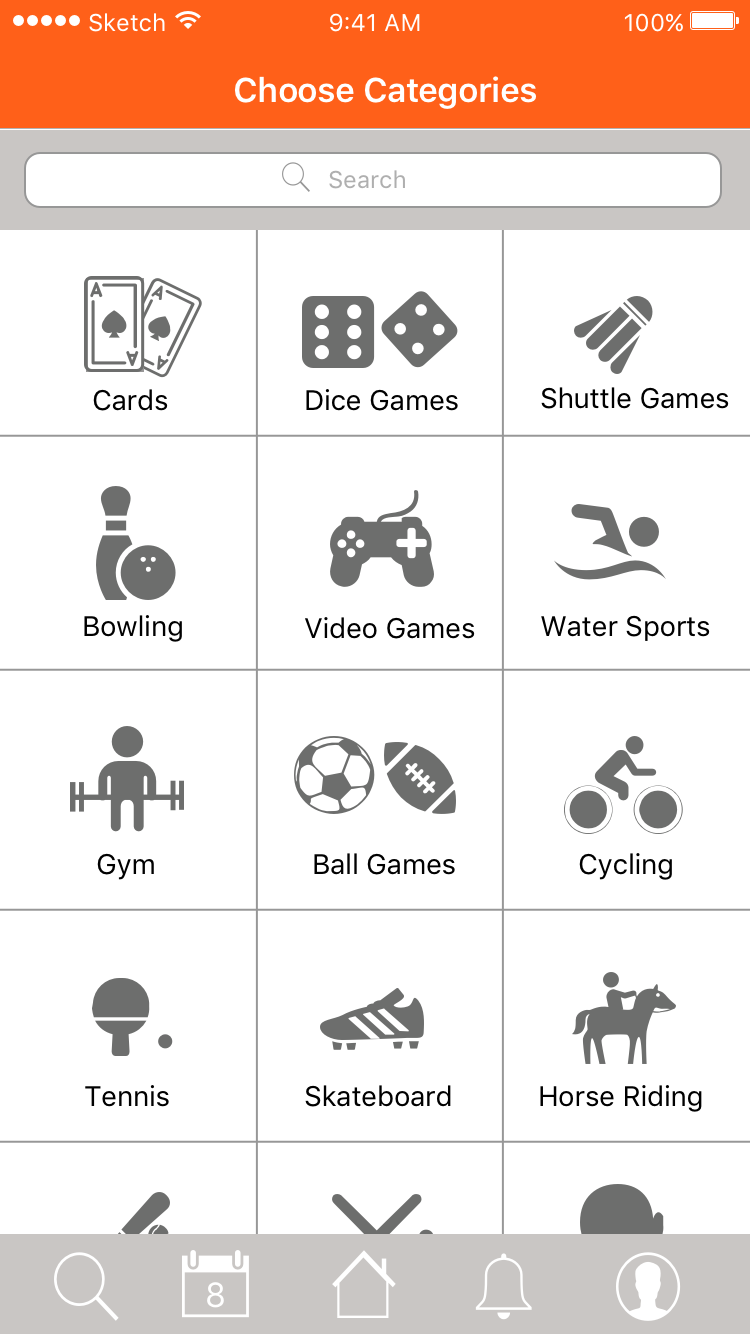 Sketch 9:41 AM 100%
Choose Categories
Search
A A A A
Cards Dice Games Shuttle Games
Bowling Video Games Water Sports
Gym Ball Games Cycling
Tennis Skateboard Horse Riding
8